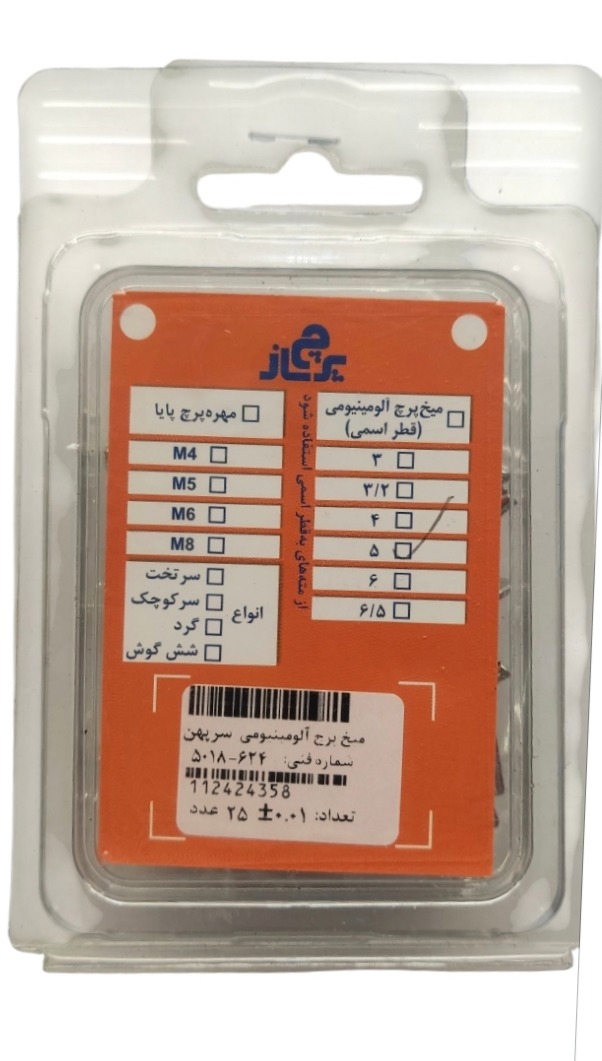 پرچ ساز
میخ‌پرچ آلومینیومی
(قطر اسمی)
۳
۳/۲
۴
۵
۶
۶/۵
از مته‌های به‌قطر اسمی استفاده شود
مهره‌پرچ پایا
M4
M5
M6
M8
انواع
سرتخت
سرکوچک
گرد
شش گوش
میخ پرچ آلومینیومی سرپهن
شماره فنی: ۶۲۴-۵۰۱۸
112424358
تعداد: ۰.۰۱± ۲۵ عدد